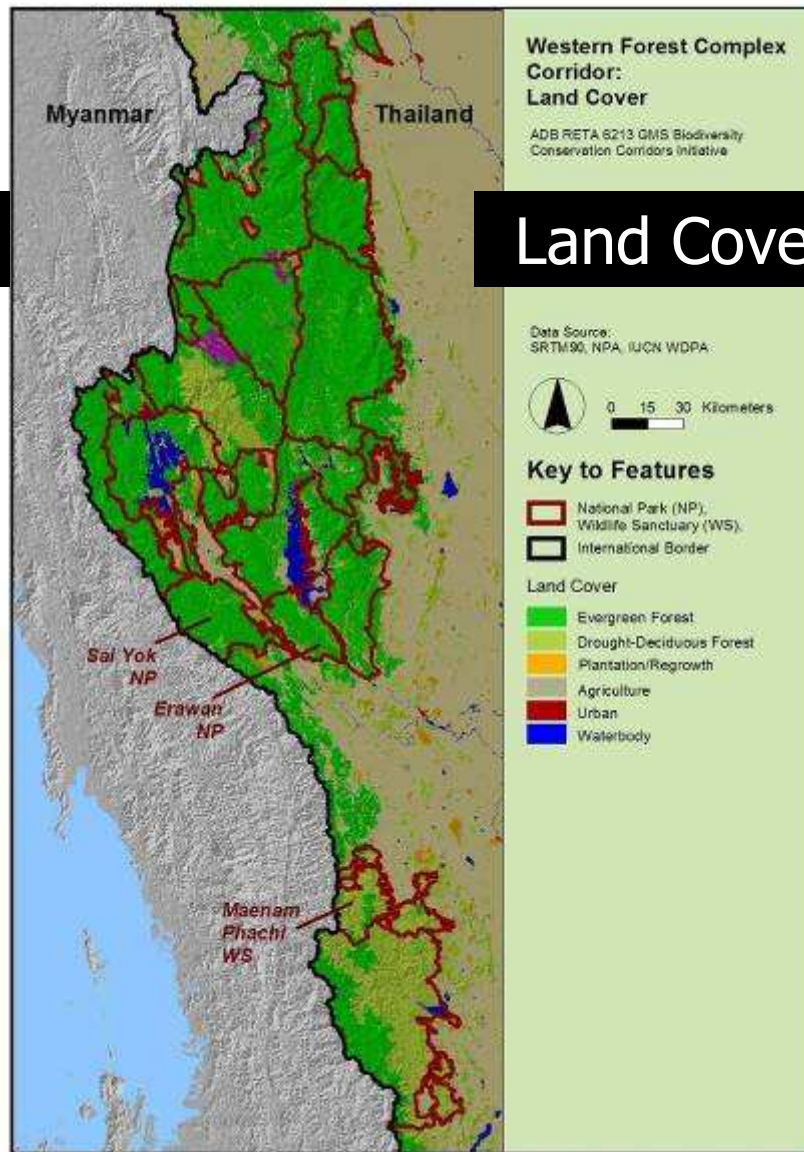 Western Forest Complex
Corridor:
Land Cover
ADB RETA 6213 GMS Biodiversity
Conservation Corridors Initiative
Myanmar
Thailand
Land Cove
Data Source:
SRTM90, NPA, IUCN WDPA
0 15 30 Kilometers
Key to Features
National Park (NP),
Wildlife Sanctuary (WS),
International Border
Land Cover
Evergreen Forest
Drought-Deciduous Forest
Plantation/Regrowth
Agriculture
Urban
Waterbody
Sai Yok
NP
Erawan
NP
Maenam
Phachi
WS